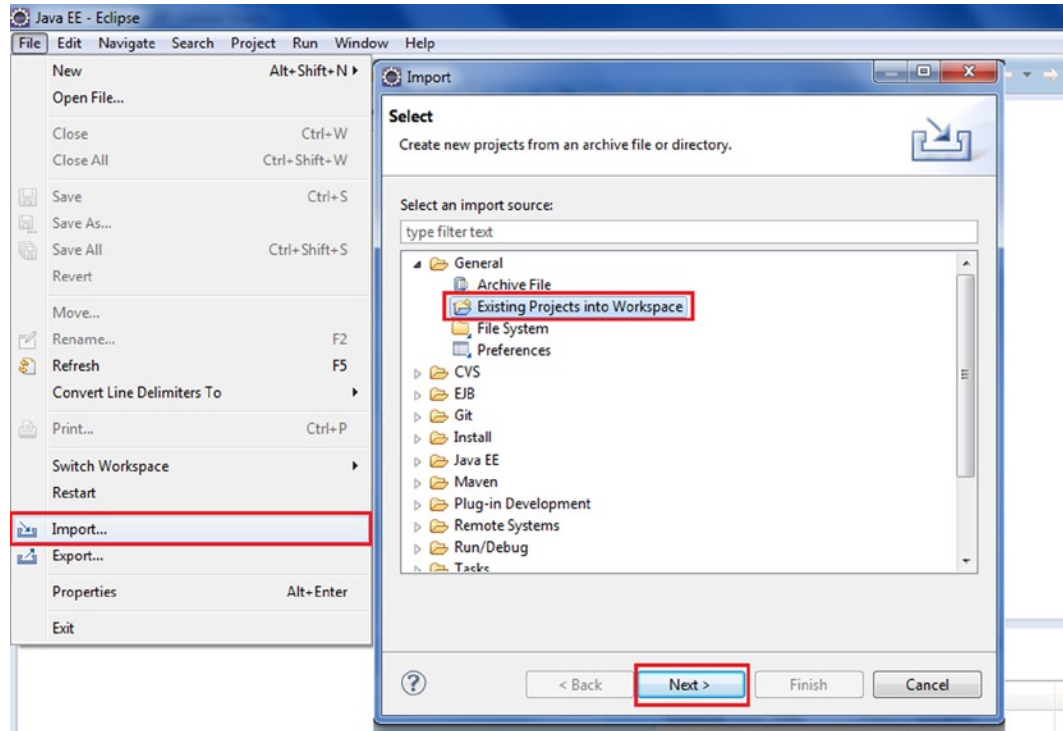 Java EE - Eclipse
File Edit Navigate Search Project Run Window Help
New Alt+Shift+N
Open File...
Close Ctrl+W
Close All Ctrl+Shift+W
Save Ctrl+S
Save As...
Save All Ctrl+Shift+S
Revert
Move...
Rename... F2
Refresh F5
Convert Line Delimiters To
Print... Ctrl+P
Switch Workspace
Restart
Import...
Export...
Properties Alt+Enter
Exit
Import
Select
Create new projects from an archive file or directory.
Select an import source:
type filter text
General
Archive File
Existing Projects into Workspace
File System
Preferences
CVS
EJB
Git
Install
Java EE
Maven
Plug-in Development
Remote Systems
Run/Debug
Tasks
? < Back Next > Finish Cancel